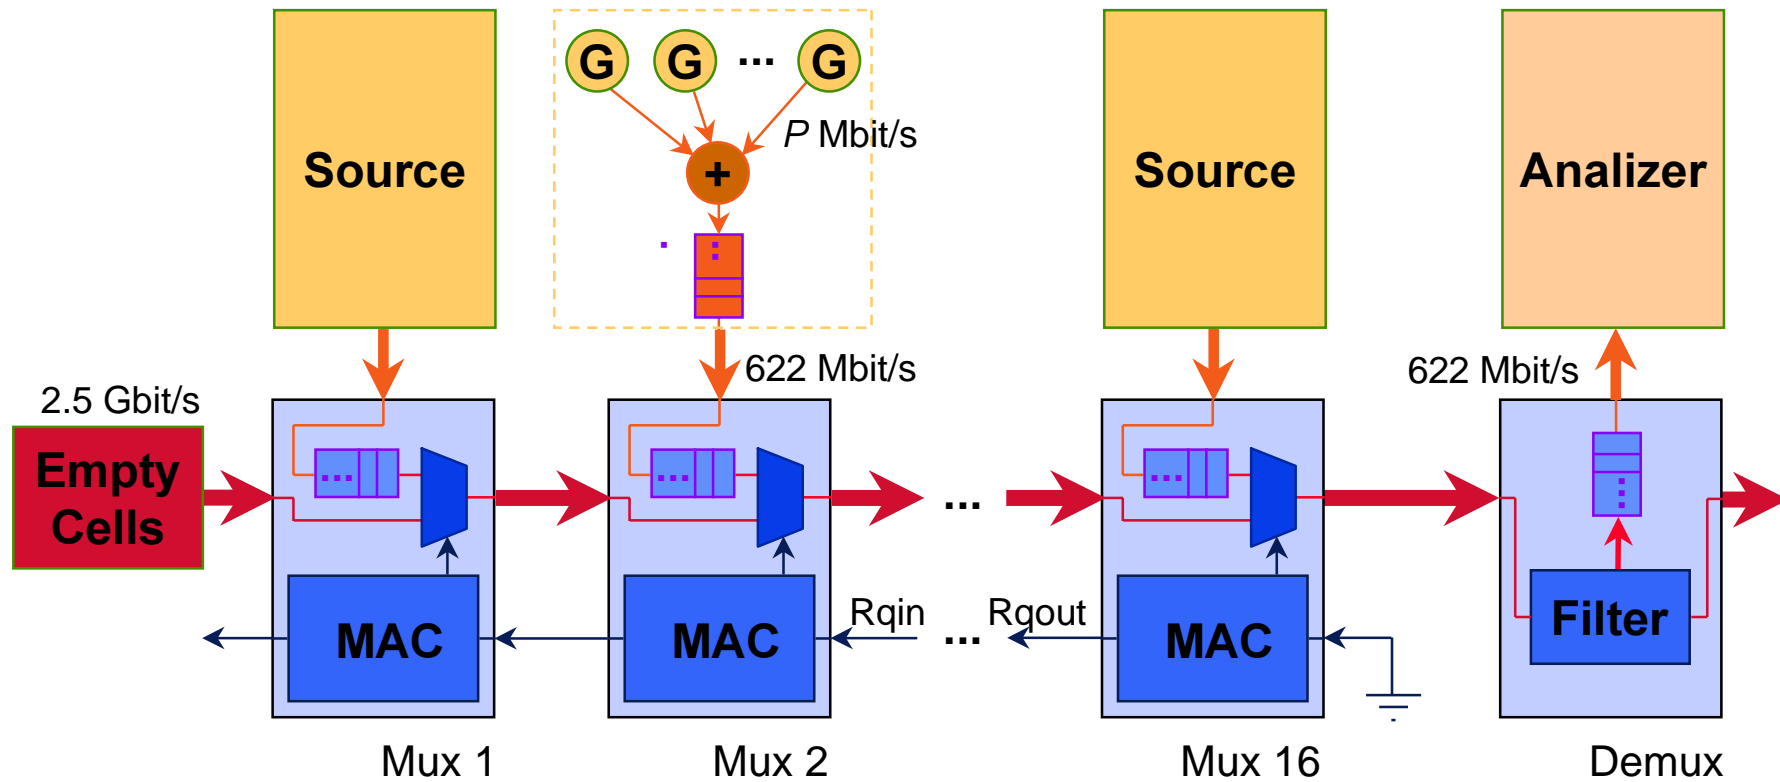 G G ... G
P Mbit/s
Source
+
Source
Analizer
622 Mbit/s
622 Mbit/s
2.5 Gbit/s
Empty
Cells
...
MAC
MAC
Rqin
...
Rqout
MAC
Filter
Mux 1
Mux 2
Mux 16
Demux